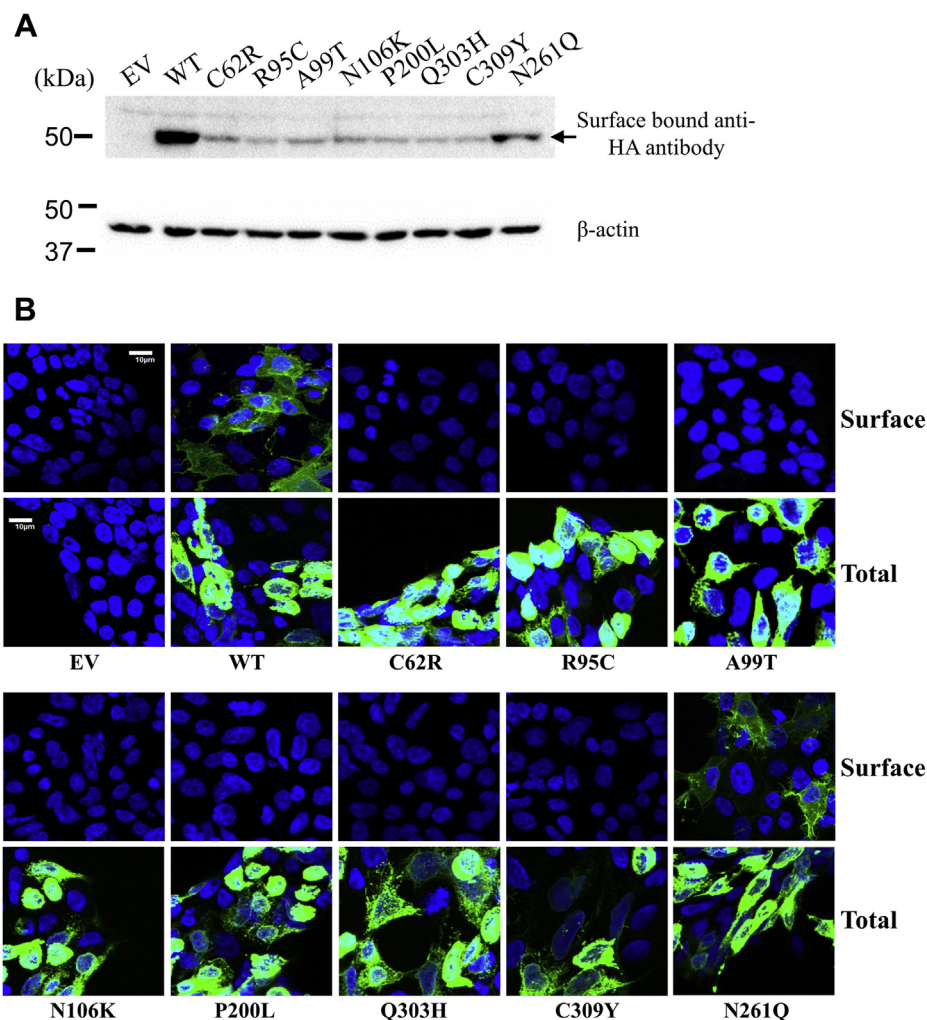 A
(kDa) EV WT C62R R95C A99T N106K P200L Q303H C309Y N261Q
50
Surface bound anti-
HA antibody
50
β-actin
37
B
10μm
Surface
10μm
Total
EV WT C62R R95C A99T
Surface
Total
N106K P200L Q303H C309Y N261Q